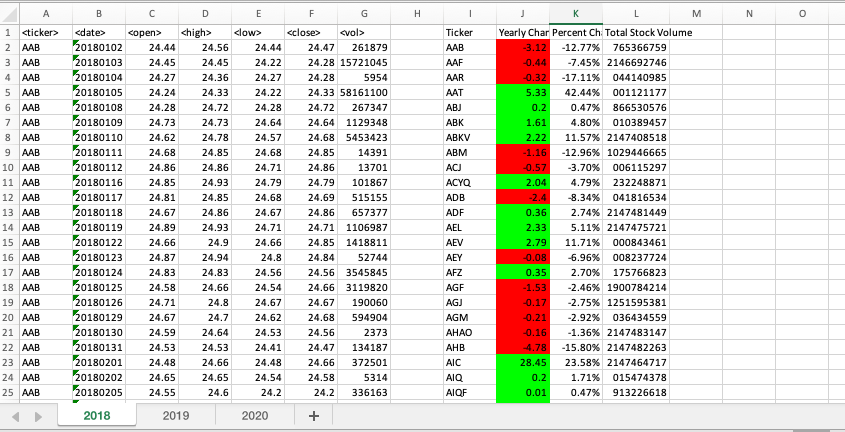 A B C D E F G H I J K L M N O
1 <ticker> <date> <open> <high> <low> <close> <vol> Ticker Yearly Char Percent Ch Total Stock Volume
2 AAB 20180102 24.44 24.56 24.44 24.47 261879 AAB -3.12 -12.77% 765366759
3 AAB 20180103 24.45 24.45 24.22 24.28 15721045 AAF -0.44 -7.45% 2146692746
4 AAB 20180104 24.27 24.36 24.27 24.28 5954 AAR -0.32 -17.11% 044140985
5 AAB 20180105 24.24 24.33 24.22 24.33 58161100 AAT 5.33 42.44% 001121177
6 AAB 20180108 24.28 24.72 24.28 24.72 267347 ABJ 0.2 0.47% 866530576
7 AAB 20180109 24.73 24.73 24.64 24.64 1129348 ABK 1.61 4.80% 010389457
8 AAB 20180110 24.62 24.78 24.57 24.68 5453423 ABKV 2.22 11.57% 2147408518
9 AAB 20180111 24.68 24.85 24.68 24.85 14391 ABM -1.16 -12.96% 1029446665
10 AAB 20180112 24.86 24.86 24.71 24.86 13701 ACJ -0.57 -3.70% 006115297
11 AAB 20180116 24.85 24.93 24.79 24.79 101867 ACYQ 2.04 4.79% 232248871
12 AAB 20180117 24.81 24.85 24.68 24.69 515155 ADB -2.4 -8.34% 041816534
13 AAB 20180118 24.67 24.86 24.67 24.86 657377 ADF 0.36 2.74% 2147481449
14 AAB 20180119 24.89 24.93 24.71 24.71 1106987 AEL 2.33 5.11% 2147475721
15 AAB 20180122 24.66 24.9 24.66 24.85 1418811 AEV 2.79 11.71% 000843461
16 AAB 20180123 24.87 24.94 24.8 24.84 52744 AEY -0.08 -6.96% 008237724
17 AAB 20180124 24.83 24.83 24.56 24.56 3545845 AFZ 0.35 2.70% 175766823
18 AAB 20180125 24.58 24.66 24.54 24.66 3119820 AGF -1.53 -2.46% 1900784214
19 AAB 20180126 24.71 24.8 24.67 24.67 190060 AGJ -0.17 -2.75% 1251595381
20 AAB 20180129 24.67 24.7 24.62 24.68 594904 AGM -0.21 -2.92% 036434559
21 AAB 20180130 24.59 24.64 24.53 24.56 2373 AHAO -0.16 -1.36% 2147483147
22 AAB 20180131 24.53 24.53 24.41 24.47 134187 AHB -4.78 -15.80% 2147482263
23 AAB 20180201 24.48 24.66 24.48 24.66 372501 AIC 28.45 23.58% 2147464717
24 AAB 20180202 24.65 24.65 24.54 24.58 5314 AIQ 0.2 1.71% 015474378
25 AAB 20180205 24.55 24.6 24.2 24.2 336163 AIQF 0.01 0.47% 913226618
2018 2019 2020 +